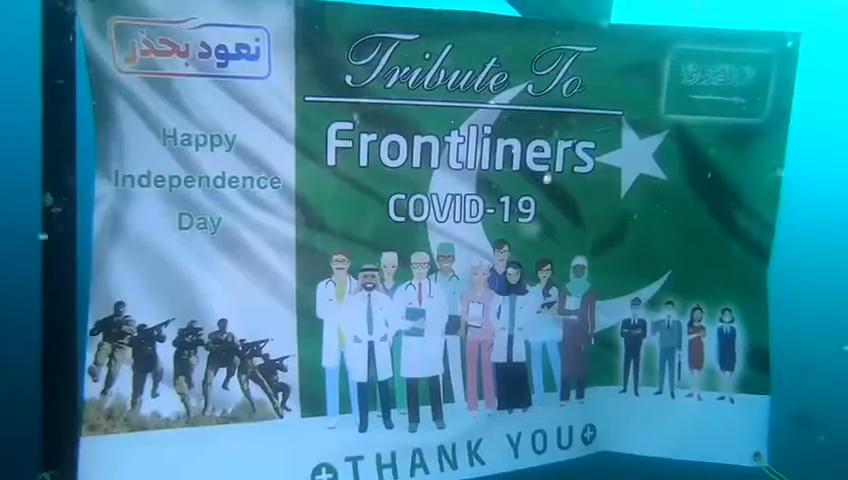 نعود بحذر
Happy
Independence
Day
Tribute To
Frontliners
COVID-19
THANK YOU